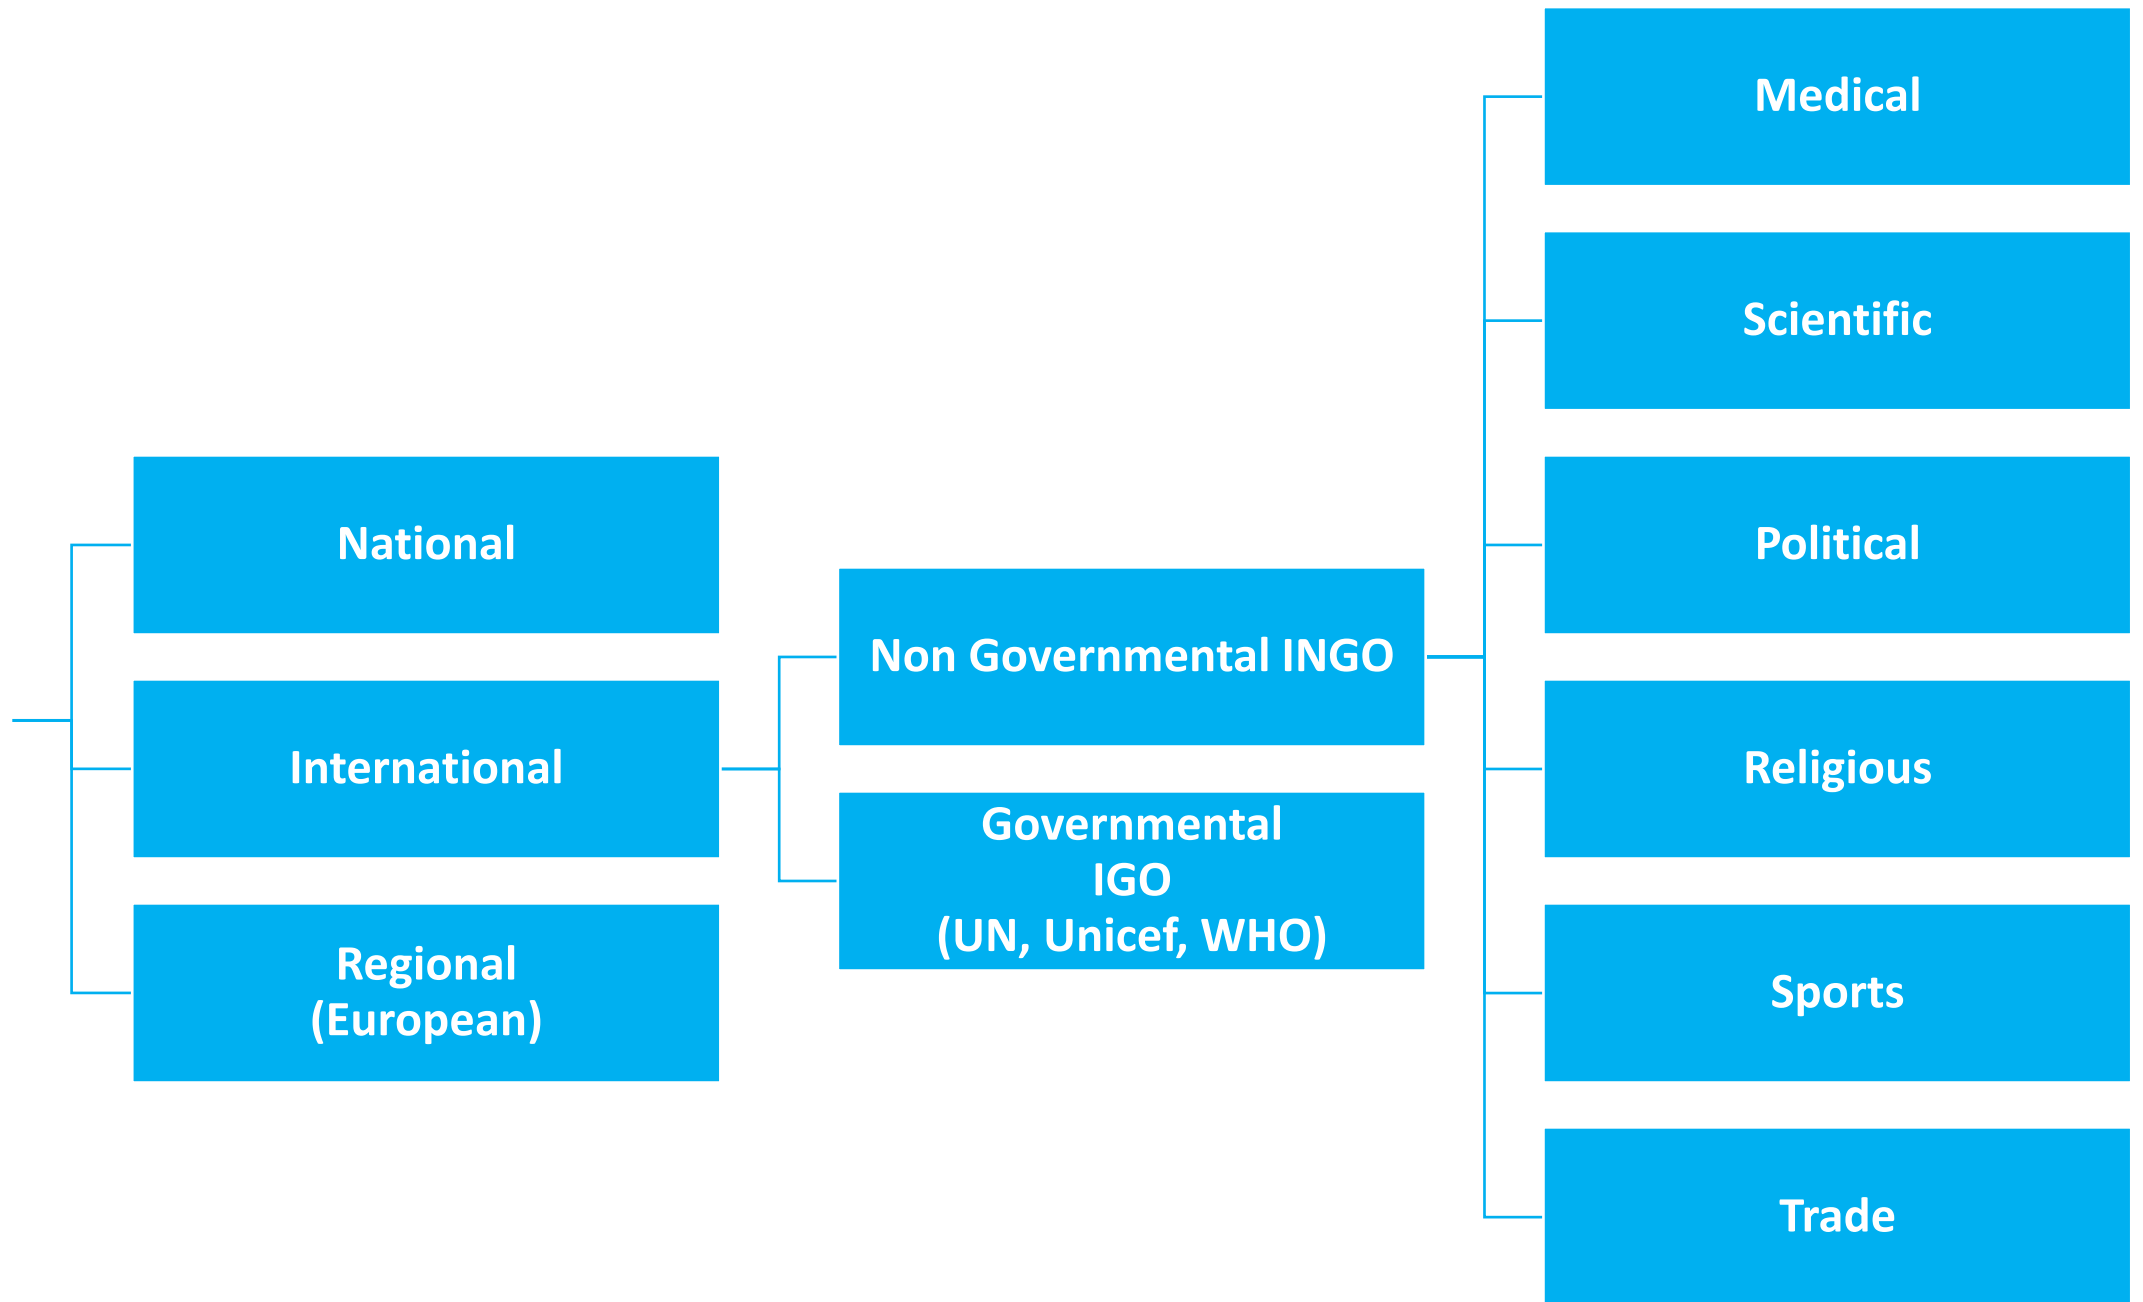 National
International
Regional
(European)
Non Governmental INGO
Governmental
IGO
(UN, Unicef, WHO)
Medical
Scientific
Political
Religious
Sports
Trade